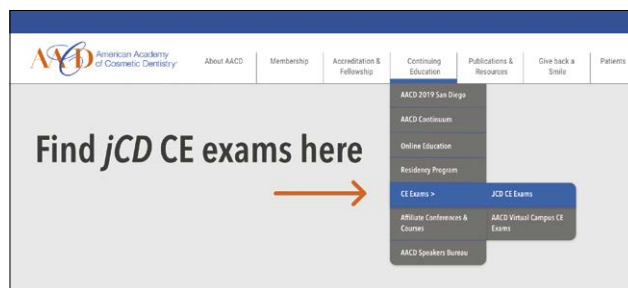 AACD American Academy
of Cosmetic Dentistry
About AACD
Membership
Accreditation &
Fellowship
Continuing
Education
Publications &
Resources
Give back a
Smile
Patients
AACD 2019 San Diego
AACD Continuum
Online Education
Residency Program
CE Exams >
JCD CE Exams
Affiliate Conferences &
Courses
AACD Virtual Campus CE
Exams
AACD Speakers Bureau
Find jCD CE exams here